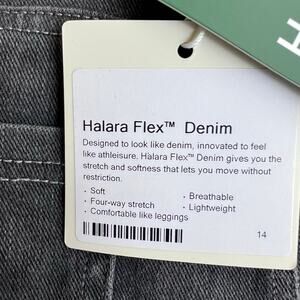 H
Halara Flex™ Denim
Designed to look like denim, innovated to feel
like athleisure. Halara Flex™ Denim gives you the
stretch and softness that lets you move without
restriction.
· Soft
· Breathable
· Four-way stretch
· Lightweight
· Comfortable like leggings
14